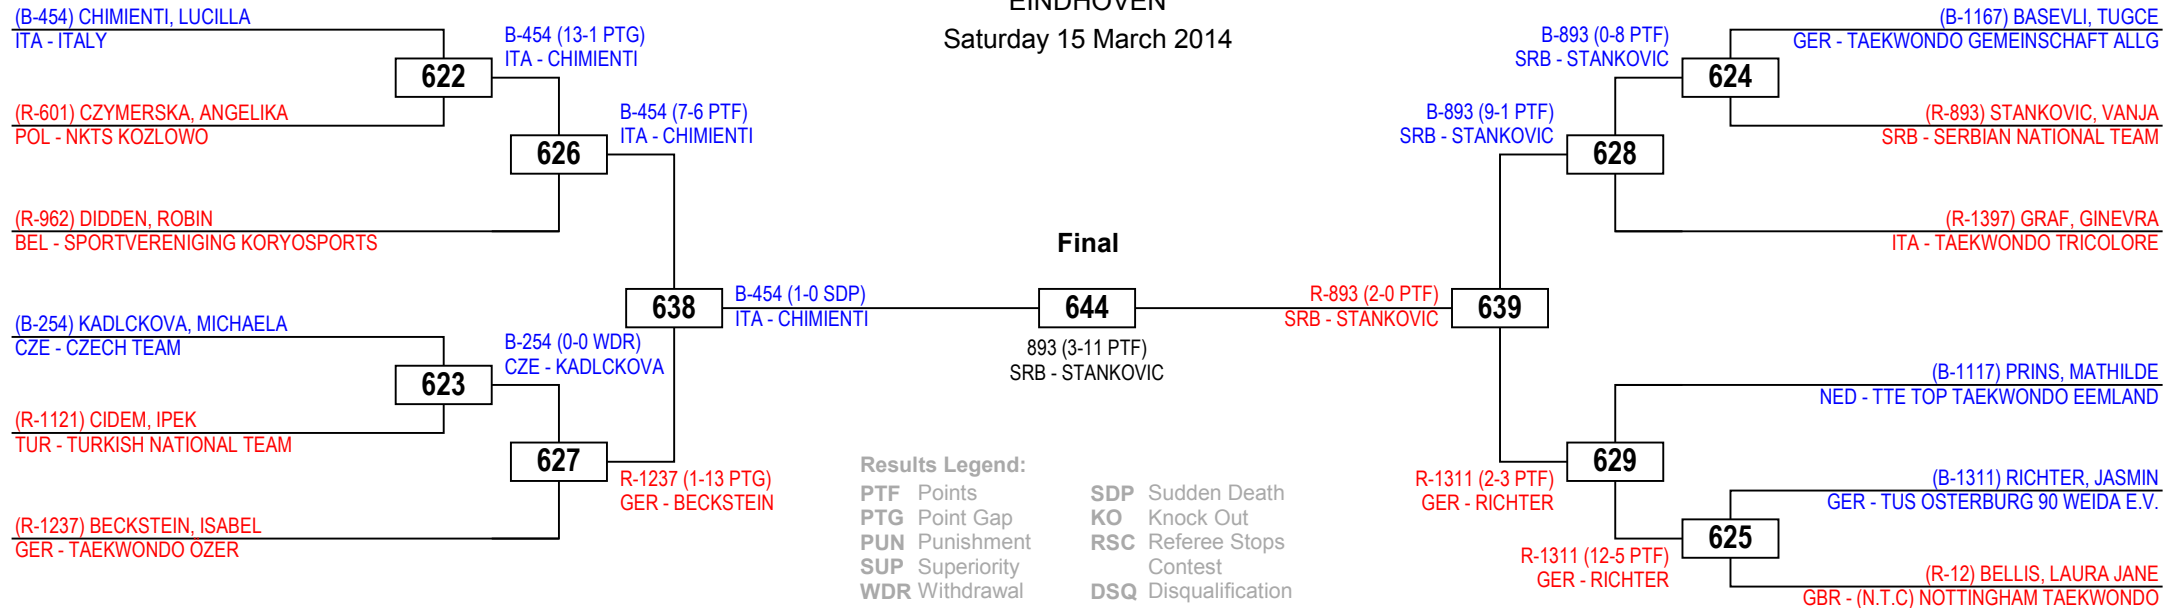 EINDHOVEN
Saturday 15 March 2014
(B-454) CHIMIENTI, LUCILLA
ITA - ITALY
B-454 (13-1 PTG)
ITA - CHIMIENTI
622
(R-601) CZYMERSKA, ANGELIKA
POL - NKTS KOZLOWO
B-454 (7-6 PTF)
ITA - CHIMIENTI
626
(R-962) DIDDEN, ROBIN
BEL - SPORTVERENIGING KORYOSPORTS
638
B-454 (1-0 SDP)
ITA - CHIMIENTI
(B-254) KADLCKOVA, MICHAELA
CZE - CZECH TEAM
B-254 (0-0 WDR)
CZE - KADLCKOVA
623
(R-1121) CIDEM, IPEK
TUR - TURKISH NATIONAL TEAM
627
R-1237 (1-13 PTG)
GER - BECKSTEIN
(R-1237) BECKSTEIN, ISABEL
GER - TAEKWONDO OZER
Final
644
893 (3-11 PTF)
SRB - STANKOVIC
Results Legend:
PTF Points
PTG Point Gap
PUN Punishment
SUP Superiority
WDR Withdrawal
SDP Sudden Death
KO Knock Out
RSC Referee Stops
Contest
DSQ Disqualification
(B-1167) BASEVLI, TUGCE
GER - TAEKWONDO GEMEINSCHAFT ALLG
B-893 (0-8 PTF)
SRB - STANKOVIC
624
(R-893) STANKOVIC, VANJA
SRB - SERBIAN NATIONAL TEAM
B-893 (9-1 PTF)
SRB - STANKOVIC
628
(R-1397) GRAF, GINEVRA
ITA - TAEKWONDO TRICOLORE
R-893 (2-0 PTF)
SRB - STANKOVIC
639
(B-1117) PRINS, MATHILDE
NED - TTE TOP TAEKWONDO EEMLAND
629
R-1311 (2-3 PTF)
GER - RICHTER
(B-1311) RICHTER, JASMIN
GER - TUS OSTERBURG 90 WEIDA E.V.
625
R-1311 (12-5 PTF)
GER - RICHTER
(R-12) BELLIS, LAURA JANE
GBR - (N.T.C) NOTTINGHAM TAEKWONDO